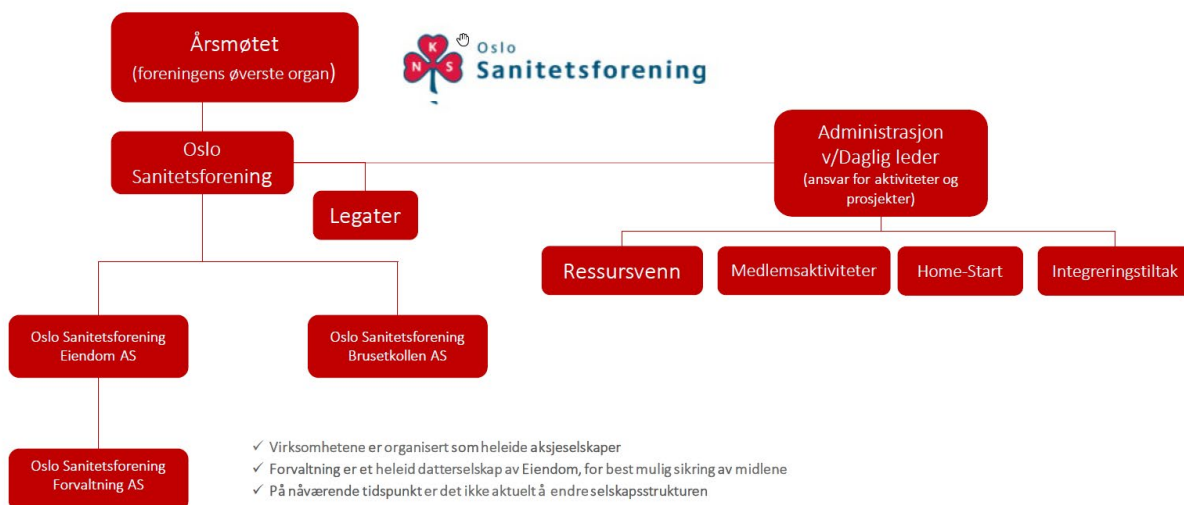 Årsmøtet
(foreningens øverste organ)
N K S
Oslo
Sanitetsforening
Oslo
Sanitetsforening
Legater
Administrasjon
v/Daglig leder
(ansvar for aktiviteter og
prosjekter)
Ressursvenn
Medlemsaktiviteter
Home-Start
Integreringstiltak
Oslo Sanitetsforening
Eiendom AS
Oslo Sanitetsforening
Brusetkollen AS
Oslo Sanitetsforening
Forvaltning AS
✓ Virksomhetene er organisert som heleide aksjeselskaper
✓ Forvaltning er et heleid datterselskap av Eiendom, for best mulig sikring av midlene
✓ På nåværende tidspunkt er det ikke aktuelt å endre selskapsstrukturen